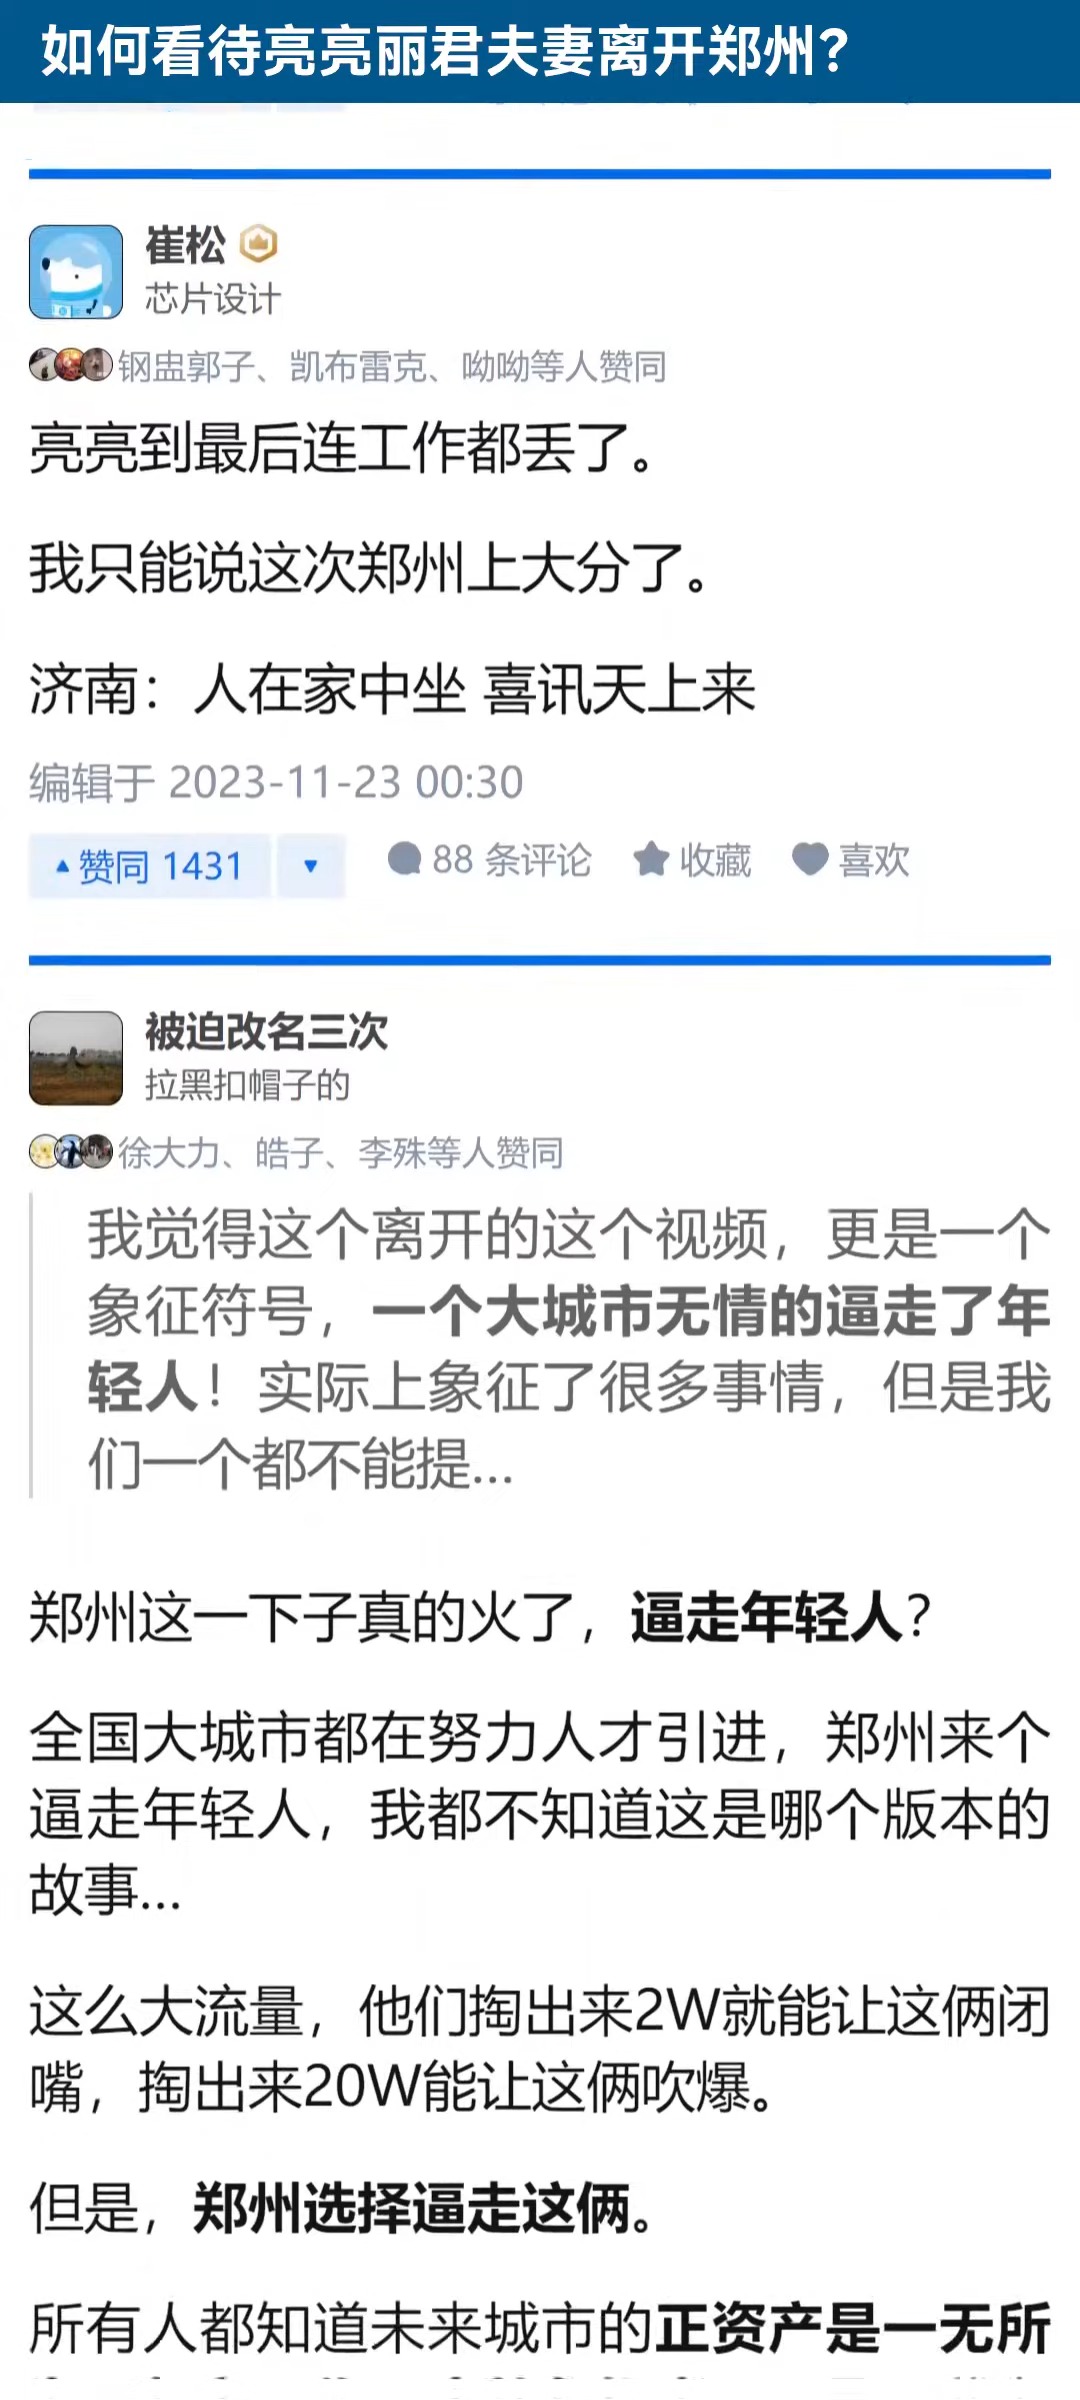 如何看待亮亮丽君夫妻离开郑州?
崔松
芯片设计
钢盅郭子、凯布雷克、呦呦等人赞同
亮亮到最后连工作都丢了。
我只能说这次郑州上大分了。
济南：人在家中坐 喜讯天上来
编辑于 2023-11-23 00:30
赞同 1431
88 条评论
收藏
喜欢
被迫改名三次
拉黑扣帽子的
徐大力、皓子、李殊等人赞同
我觉得这个离开的这个视频，更是一个
象征符号，一个大城市无情的逼走了年
轻人！实际上象征了很多事情，但是我
们一个都不能提...
郑州这一下子真的火了，逼走年轻人？
全国大城市都在努力人才引进，郑州来个
逼走年轻人，我都不知道这是哪个版本的
故事...
这么大流量，他们掏出来2W就能让这俩闭
嘴，掏出来20W能让这俩吹爆。
但是，郑州选择逼走这俩。
所有人都知道未来城市的正资产是一无所